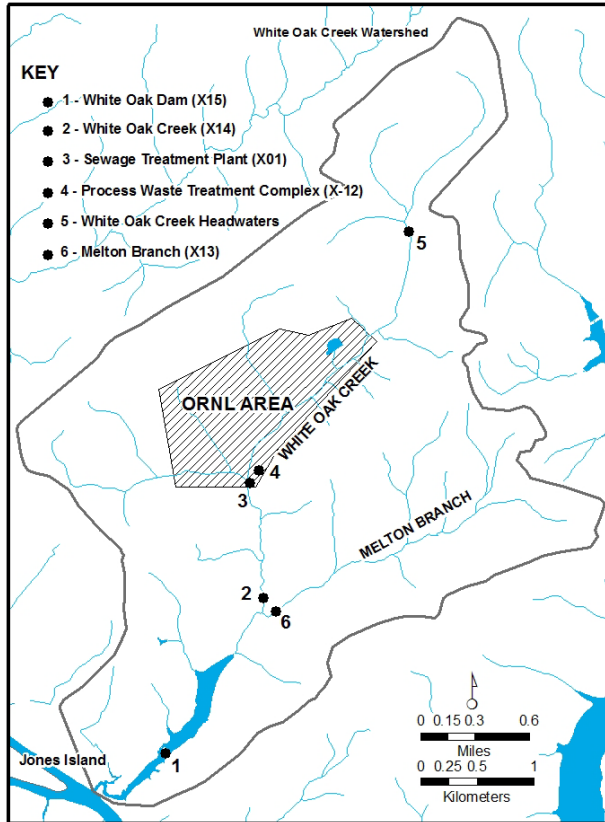 White Oak Creek Watershed
KEY
1 - White Oak Dam (X15)
2 - White Oak Creek (X14)
3 - Sewage Treatment Plant (X01)
4 - Process Waste Treatment Complex (X-12)
5 - White Oak Creek Headwaters
6 - Melton Branch (X13)
5
ORNL AREA
WHITE OAK CREEK
4
3
MELTON BRANCH
2
6
0 0.15 0.3 0.6
Miles
0 0.25 0.5 1
Kilometers
Jones Island
1